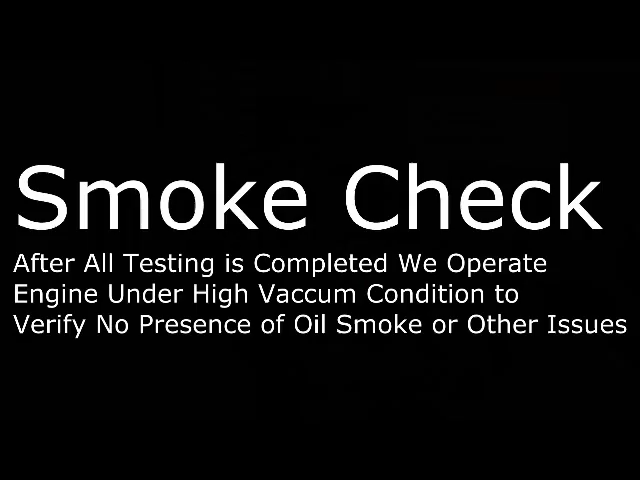 Smoke Check
After All Testing is Completed We Operate
Engine Under High Vaccum Condition to
Verify No Presence of Oil Smoke or Other Issues